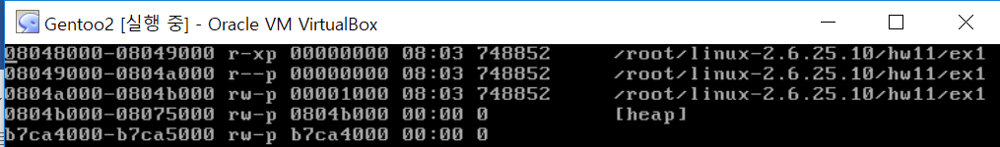 Gentoo2 [실행 중] - Oracle VM VirtualBox
08048000-08049000 r-xp 00000000 08:03 748852 /root/linux-2.6.25.10/hw11/ex1
08049000-0804a000 r--p 00000000 08:03 748852 /root/linux-2.6.25.10/hw11/ex1
0804a000-0804b000 rw-p 00001000 08:03 748852 /root/linux-2.6.25.10/hw11/ex1
0804b000-08075000 rw-p 0804b000 00:00 0 [heap]
b7ca4000-b7ca5000 rw-p b7ca4000 00:00 0